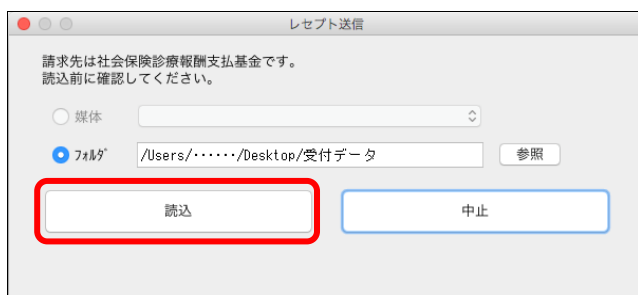 レセプト送信
請求先は社会保険診療報酬支払基金です。
読込前に確認してください。
媒体
ﾌｫﾙﾀﾞ /Users/・・・・・・/Desktop/受付データ 参照
読込 中止